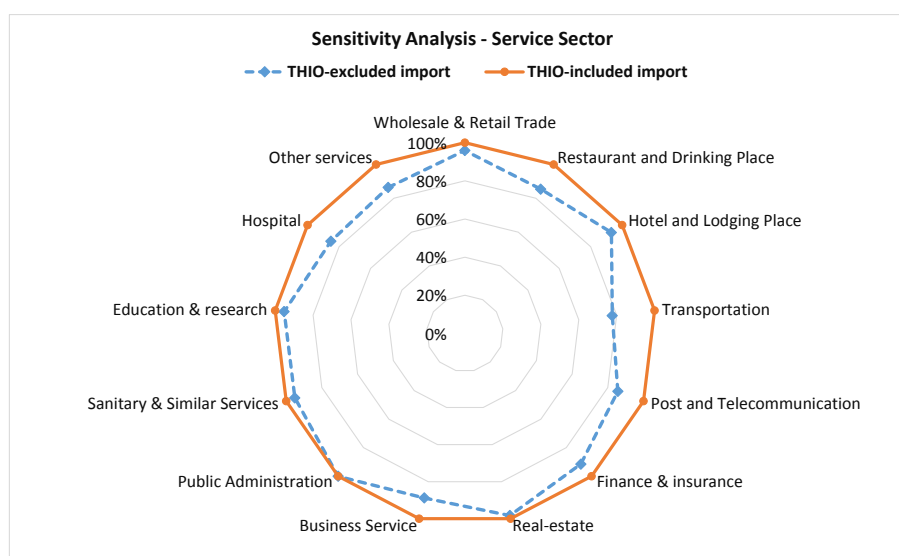 Sensitivity Analysis - Service Sector
THIO-excluded import
THIO-included import
Wholesale & Retail Trade
Restaurant and Drinking Place
Hotel and Lodging Place
Transportation
Post and Telecommunication
Finance & insurance
Real-estate
Business Service
Public Administration
Sanitary & Similar Services
Education & research
Hospital
Other services
100%
80%
60%
40%
20%
0%